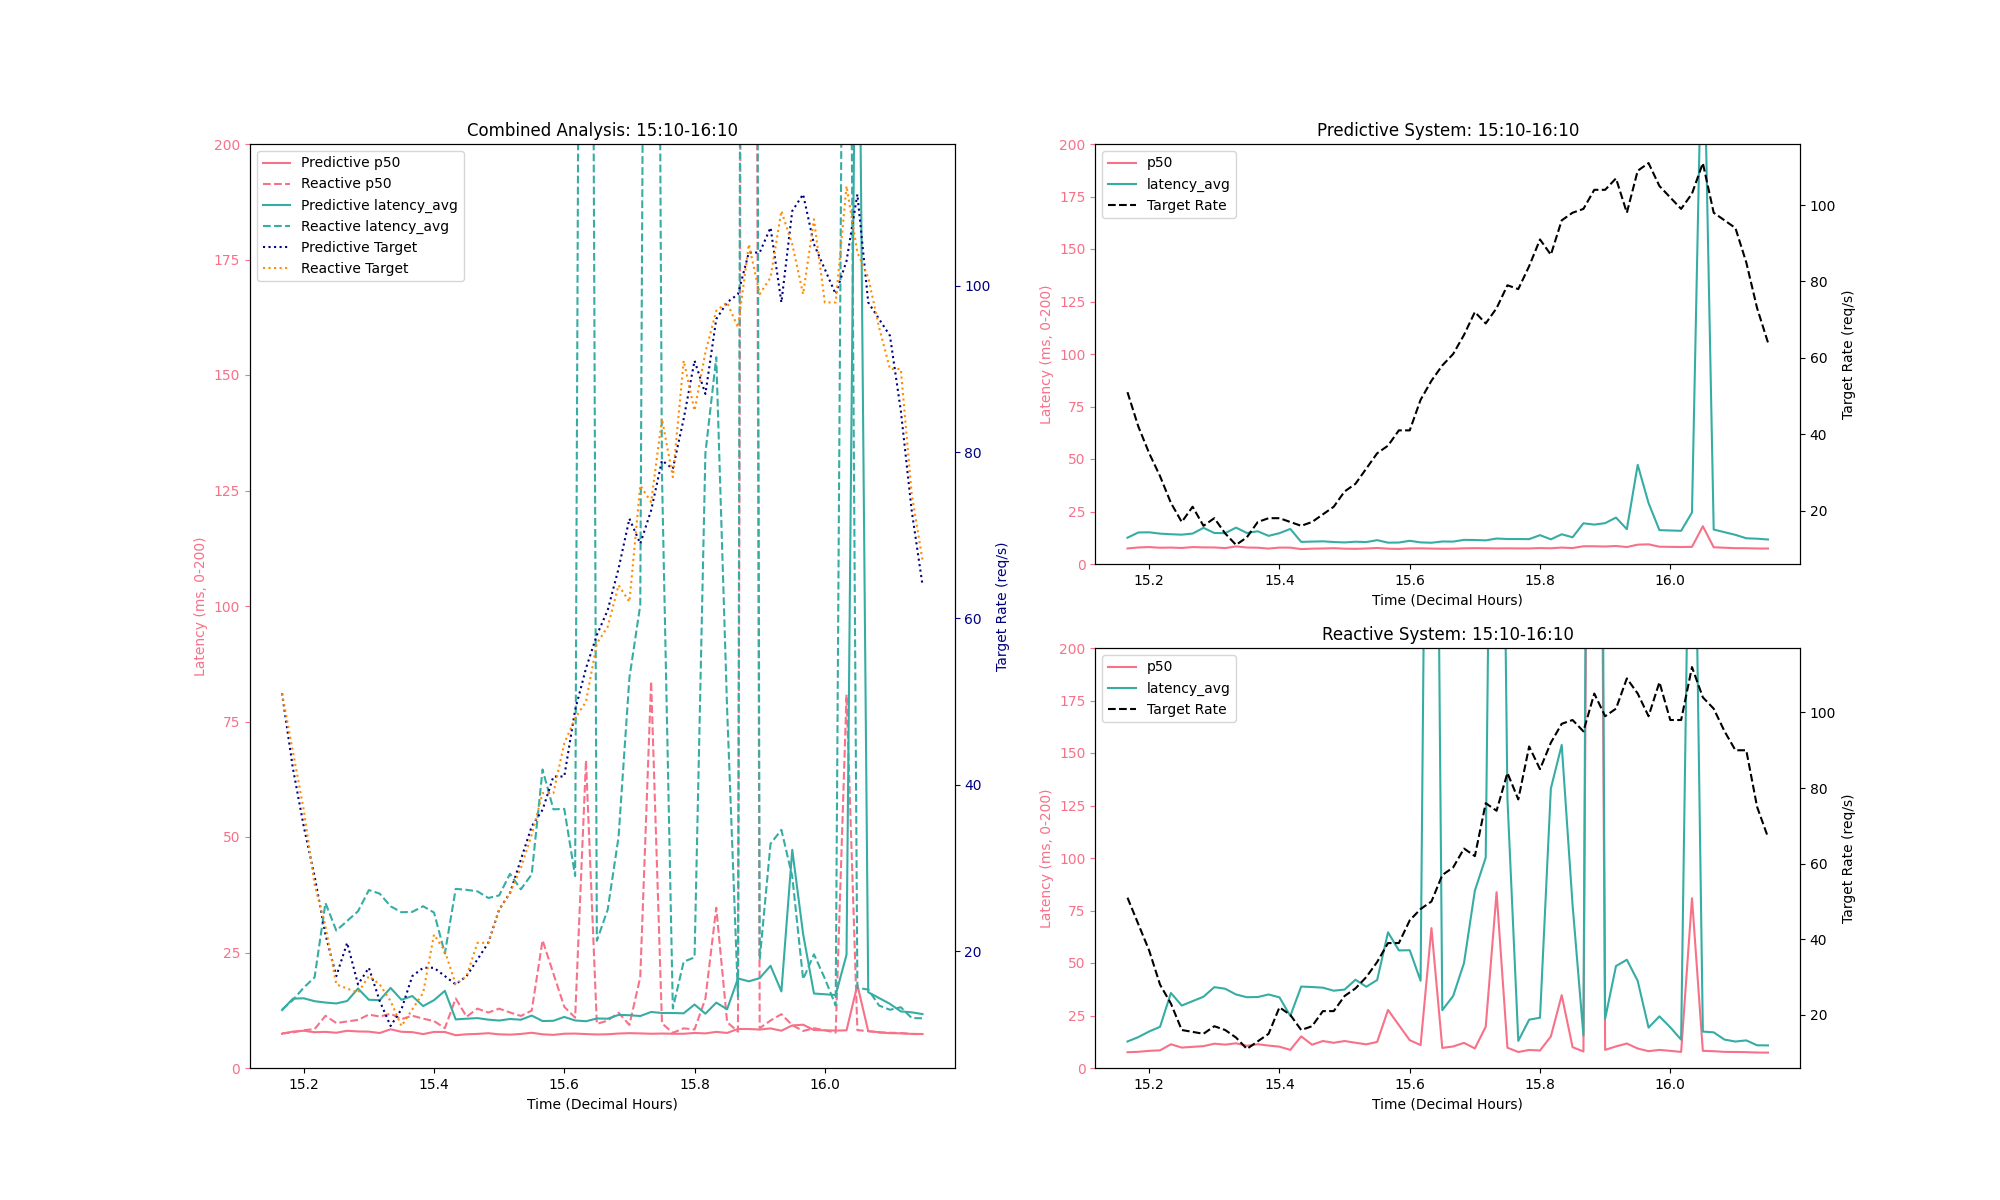 Combined Analysis: 15:10-16:10
Predictive p50
Reactive p50
Predictive latency_avg
Reactive latency_avg
Predictive Target
Reactive Target
200
175
150
125
100
75
50
25
0
Latency (ms, 0-200)
100
80
60
40
20
Target Rate (req/s)
15.2 15.4 15.6 15.8 16.0
Time (Decimal Hours)
Predictive System: 15:10-16:10
p50
latency_avg
Target Rate
200
175
150
125
100
75
50
25
0
Latency (ms, 0-200)
100
80
60
40
20
Target Rate (req/s)
15.2 15.4 15.6 15.8 16.0
Time (Decimal Hours)
Reactive System: 15:10-16:10
p50
latency_avg
Target Rate
200
175
150
125
100
75
50
25
0
Latency (ms, 0-200)
100
80
60
40
20
Target Rate (req/s)
15.2 15.4 15.6 15.8 16.0
Time (Decimal Hours)